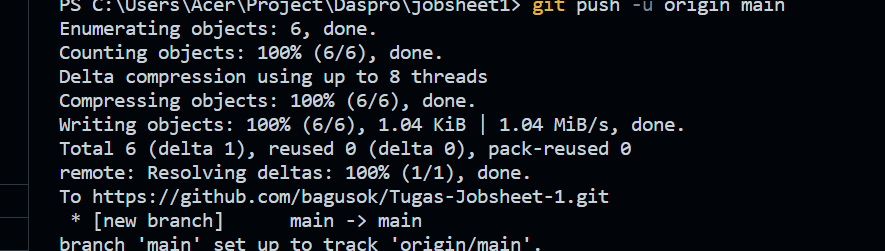 PS C:\Users\Acer\Project\Daspro\jobsheet1> git push -u origin main
Enumerating objects: 6, done.
Counting objects: 100% (6/6), done.
Delta compression using up to 8 threads
Compressing objects: 100% (6/6), done.
Writing objects: 100% (6/6), 1.04 KiB | 1.04 MiB/s, done.
Total 6 (delta 1), reused 0 (delta 0), pack-reused 0
remote: Resolving deltas: 100% (1/1), done.
To https://github.com/bagusok/Tugas-Jobsheet-1.git
 * [new branch]      main -> main
branch 'main' set up to track 'origin/main'.